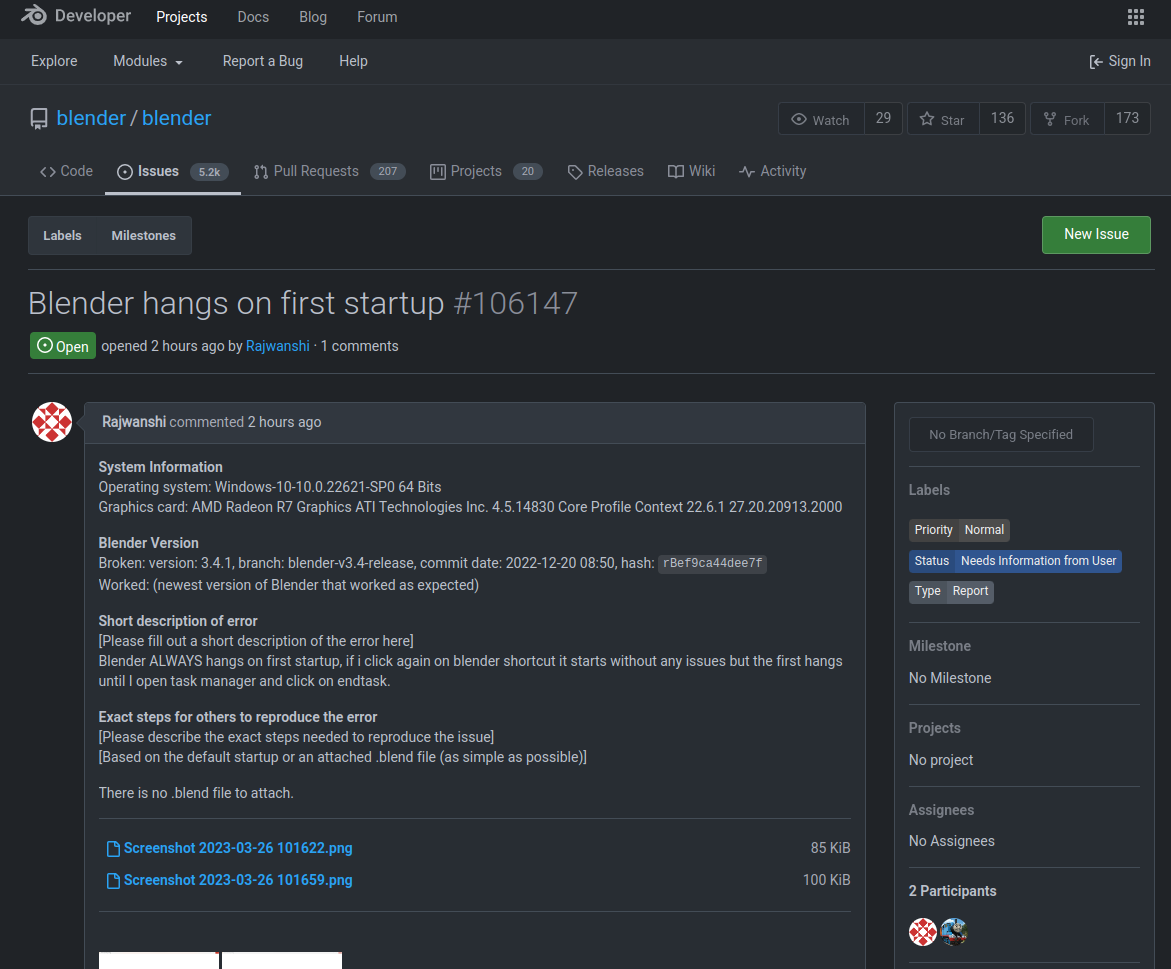 Developer Projects Docs Blog Forum
Explore Modules Report a Bug Help Sign In
blender / blender Watch 29 Star 136 Fork 173
Code Issues 5.2k Pull Requests 207 Projects 20 Releases Wiki Activity
Labels Milestones New Issue
Blender hangs on first startup #106147
Open opened 2 hours ago by Rajwanshi · 1 comments
Rajwanshi commented 2 hours ago
System Information
Operating system: Windows-10-10.0.22621-SP0 64 Bits
Graphics card: AMD Radeon R7 Graphics ATI Technologies Inc. 4.5.14830 Core Profile Context 22.6.1 27.20.20913.2000
Blender Version
Broken: version: 3.4.1, branch: blender-v3.4-release, commit date: 2022-12-20 08:50, hash: rBef9ca44dee7f
Worked: (newest version of Blender that worked as expected)
Short description of error
[Please fill out a short description of the error here]
Blender ALWAYS hangs on first startup, if i click again on blender shortcut it starts without any issues but the first hangs
until I open task manager and click on endtask.
Exact steps for others to reproduce the error
[Please describe the exact steps needed to reproduce the issue]
[Based on the default startup or an attached .blend file (as simple as possible)]
There is no .blend file to attach.
Screenshot 2023-03-26 101622.png 85 KiB
Screenshot 2023-03-26 101659.png 100 KiB
No Branch/Tag Specified
Labels
Priority Normal
Status Needs Information from User
Type Report
Milestone
No Milestone
Projects
No project
Assignees
No Assignees
2 Participants